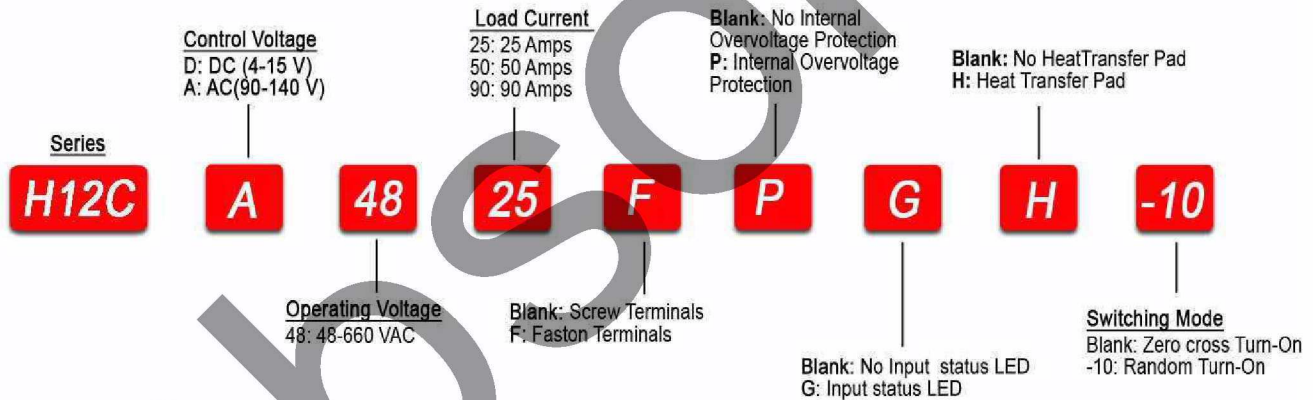 Control Voltage
D: DC (4-15 V)
A: AC(90-140 V)
Load Current
25: 25 Amps
50: 50 Amps
90: 90 Amps
Blank: No Internal
Overvoltage Protection
P: Internal Overvoltage
Protection
Blank: No HeatTransfer Pad
H: Heat Transfer Pad
Series
H12C A 48 25 F P G H -10
Operating Voltage
48: 48-660 VAC
Blank: Screw Terminals
F: Faston Terminals
Blank: No Input status LED
G: Input status LED
Switching Mode
Blank: Zero cross Turn-On
-10: Random Turn-On